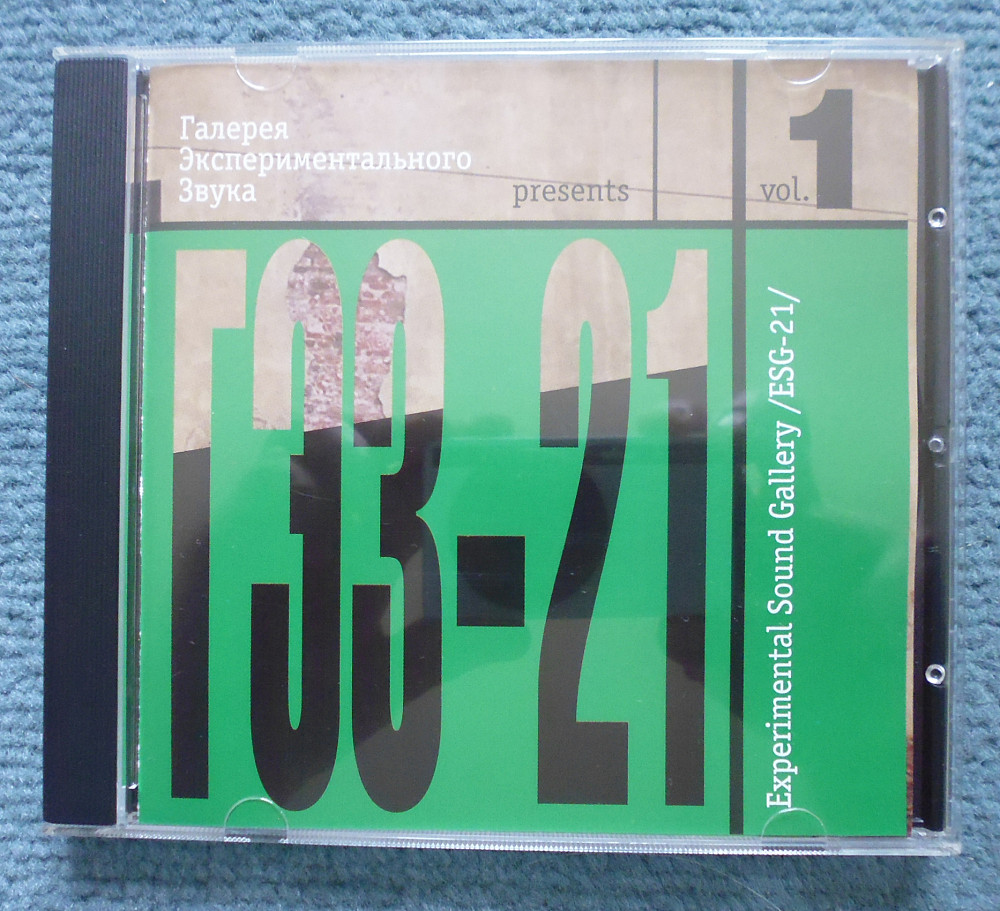 Галерея
Экспериментального
Звука
presents
vol. 1
ГЭЗ-21
Experimental Sound Gallery /ESG-21/